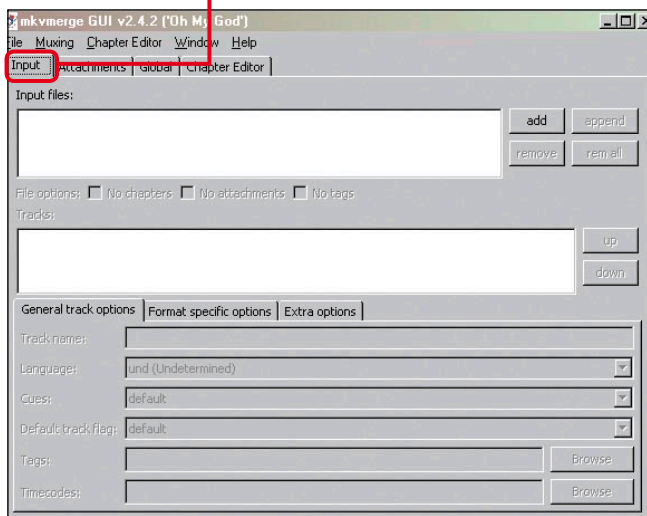 mkvmerge GUI v2.4.2 ('Oh My God')
File Muxing Chapter Editor Window Help
Input Attachments Global Chapter Editor
Input files:
add append
remove rem all
File options: No chapters No attachments No tags
Tracks:
up
down
General track options Format specific options Extra options
Track name:
Language: und (Undetermined)
Cues: default
Default track flag: default
Tags: Browse
Timecodes: Browse